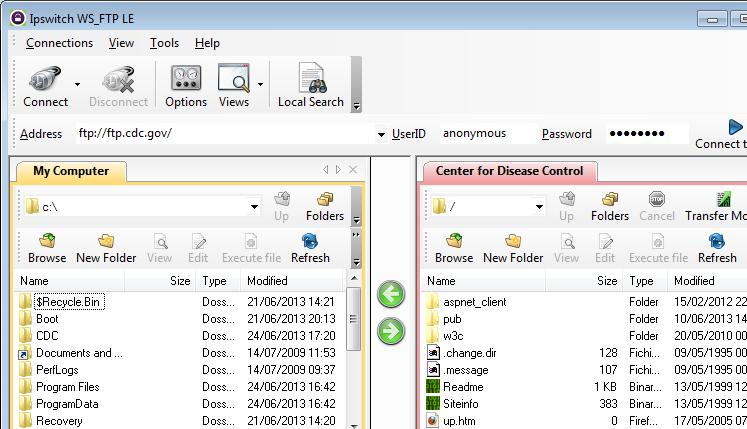 Ipswitch WS_FTP LE
Connections View Tools Help
Connect Disconnect Options Views Local Search
Address ftp://ftp.cdc.gov/ UserID anonymous Password ●●●●●●●● Connect t
My Computer
c:\ Up Folders
Browse New Folder View Edit Execute file Refresh
Name Size Type Modified
$Recycle.Bin Doss... 21/06/2013 14:21
Boot Doss... 21/06/2013 20:13
CDC Doss... 24/06/2013 17:20
Documents and ... Doss... 14/07/2009 11:53
PerfLogs Doss... 14/07/2009 09:37
Program Files Doss... 24/06/2013 16:42
ProgramData Doss... 24/06/2013 16:42
Recovery Doss... 21/06/2013 14:21
Center for Disease Control
/ Up Folders Cancel Transfer Mo
Browse New Folder View Edit Execute file Refresh
Name Size Type Modified
aspnet_client Folder 15/02/2012 22
pub Folder 10/06/2013 14
w3c Folder 20/05/2010 00
.change.dir 128 Fichi... 09/05/1995 00
.message 107 Fichi... 09/05/1995 00
Readme 1 KB Binar... 13/05/1999 12
Siteinfo 383 Binar... 13/05/1999 12
up.htm 0 Firef... 17/05/2005 07